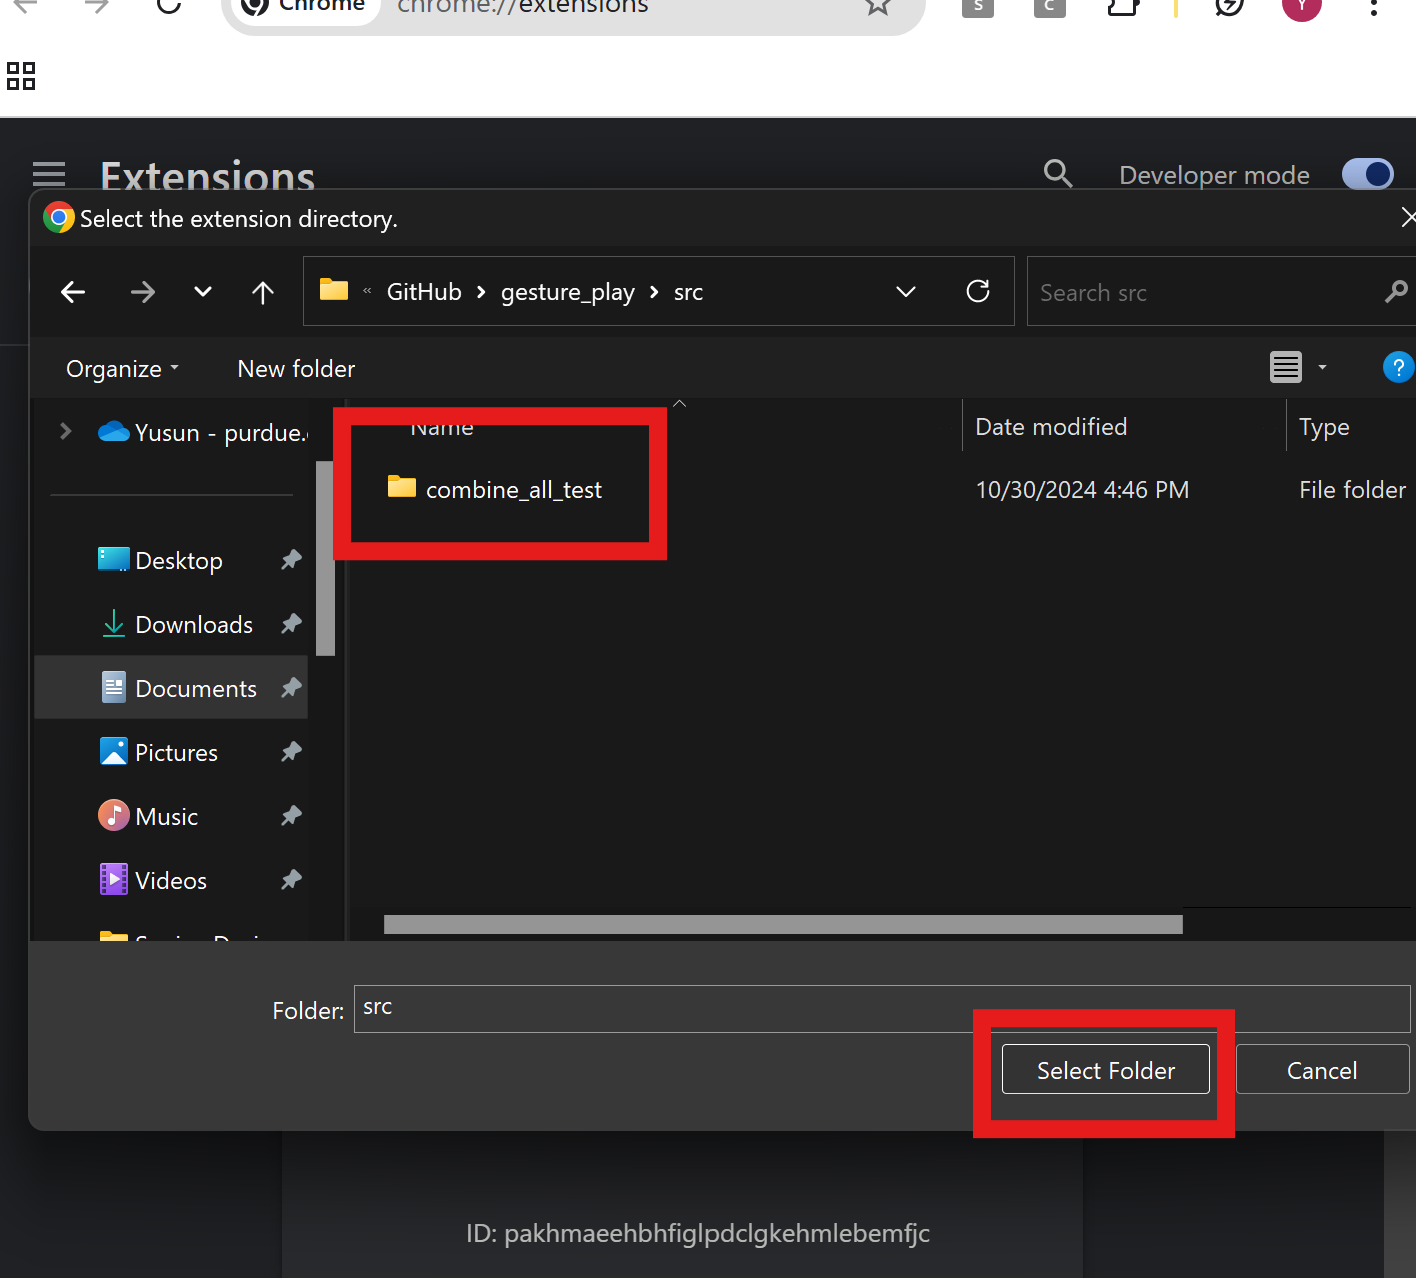 Chrome chrome://extensions S C Y
Extensions Developer mode
Select the extension directory.
« GitHub > gesture_play > src Search src
Organize New folder ?
Yusun - purdue.
Name Date modified Type
combine_all_test 10/30/2024 4:46 PM File folder
Desktop
Downloads
Documents
Pictures
Music
Videos
Folder: src
Select Folder Cancel
ID: pakhmaeehbhfiglpdclgkehmlebemfjc